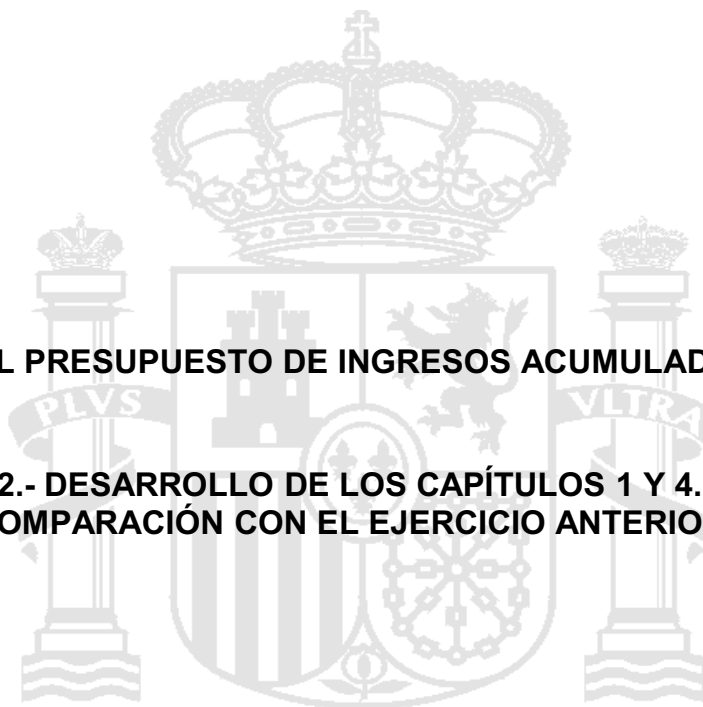 L PRESUPUESTO DE INGRESOS ACUMULAD
PLVS VLTRA
2.- DESARROLLO DE LOS CAPÍTULOS 1 Y 4.
OMPARACIÓN CON EL EJERCICIO ANTERIO